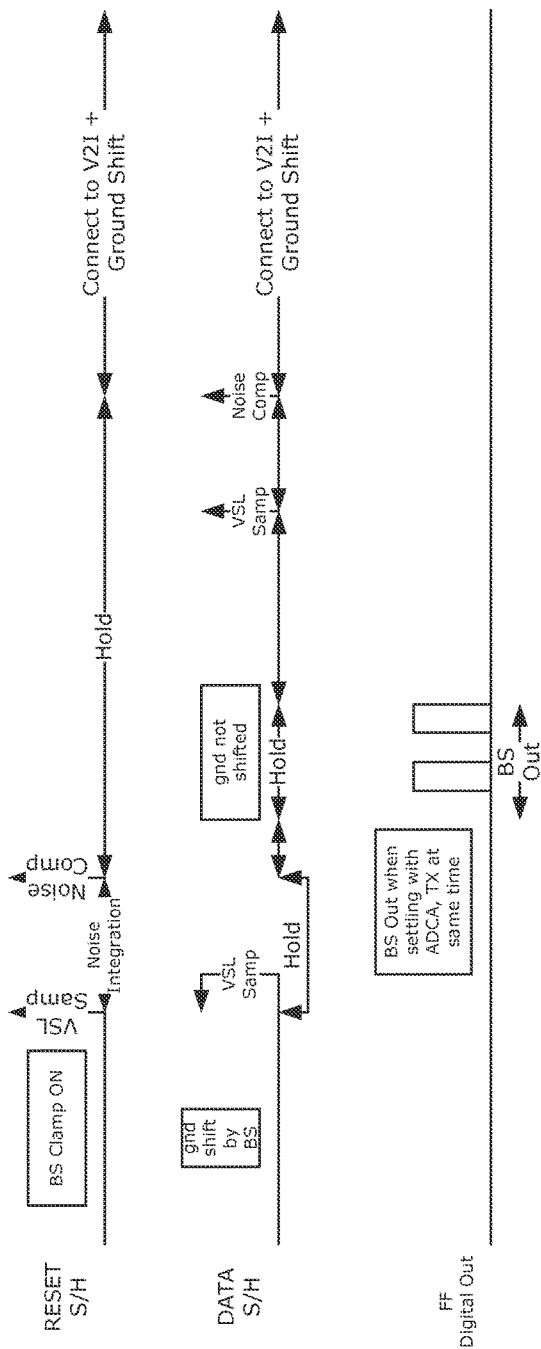 RESET
S/H
BS Clamp ON
VSL
Samp
Noise
Integration
Noise
Comp
Hold
Connect to V2I +
Ground Shift
DATA
S/H
gnd
shift
by
BS
VSL
Samp
Hold
gnd not
shifted
Hold
VSL
Samp
Noise
Comp
Connect to V2I +
Ground Shift
FF
Digital Out
BS Out when
settling with
ADCA, TX at
same time
BS
Out